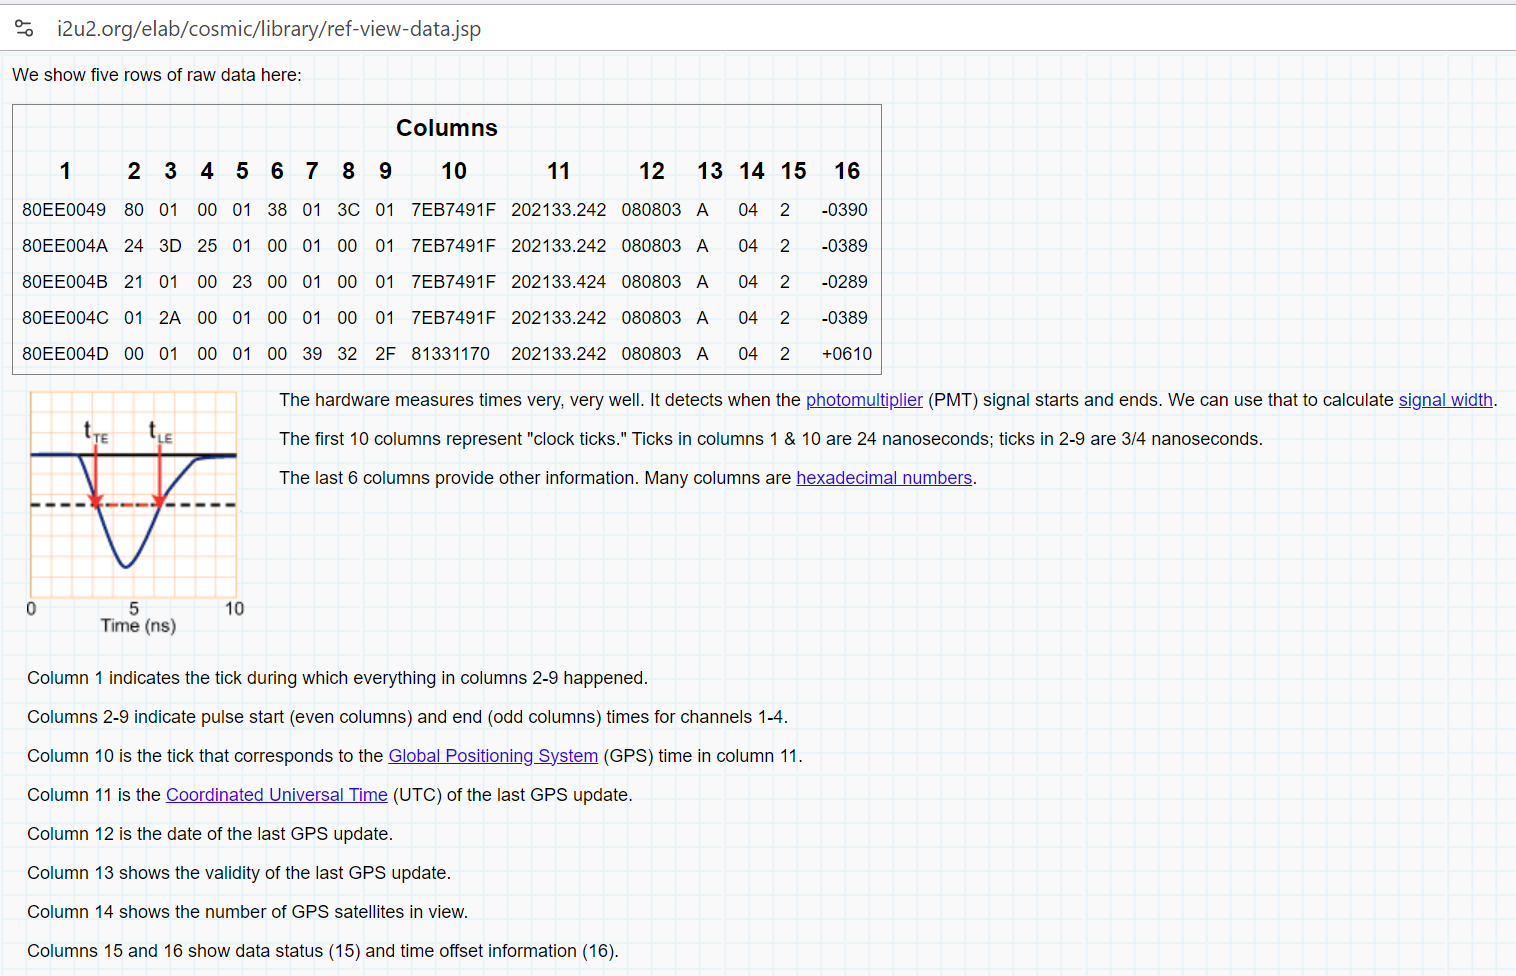 i2u2.org/elab/cosmic/library/ref-view-data.jsp
We show five rows of raw data here:
Columns
1 2 3 4 5 6 7 8 9 10 11 12 13 14 15 16
80EE0049 80 01 00 01 38 01 3C 01 7EB7491F 202133.242 080803 A 04 2 -0390
80EE004A 24 3D 25 01 00 01 00 01 7EB7491F 202133.242 080803 A 04 2 -0389
80EE004B 21 01 00 23 00 01 00 01 7EB7491F 202133.424 080803 A 04 2 -0289
80EE004C 01 2A 00 01 00 01 00 01 7EB7491F 202133.242 080803 A 04 2 -0389
80EE004D 00 01 00 01 00 39 32 2F 81331170 202133.242 080803 A 04 2 +0610
tTE tLE
0 5 10
Time (ns)
The hardware measures times very, very well. It detects when the photomultiplier (PMT) signal starts and ends. We can use that to calculate signal width.
The first 10 columns represent "clock ticks." Ticks in columns 1 & 10 are 24 nanoseconds; ticks in 2-9 are 3/4 nanoseconds.
The last 6 columns provide other information. Many columns are hexadecimal numbers.
Column 1 indicates the tick during which everything in columns 2-9 happened.
Columns 2-9 indicate pulse start (even columns) and end (odd columns) times for channels 1-4.
Column 10 is the tick that corresponds to the Global Positioning System (GPS) time in column 11.
Column 11 is the Coordinated Universal Time (UTC) of the last GPS update.
Column 12 is the date of the last GPS update.
Column 13 shows the validity of the last GPS update.
Column 14 shows the number of GPS satellites in view.
Columns 15 and 16 show data status (15) and time offset information (16).